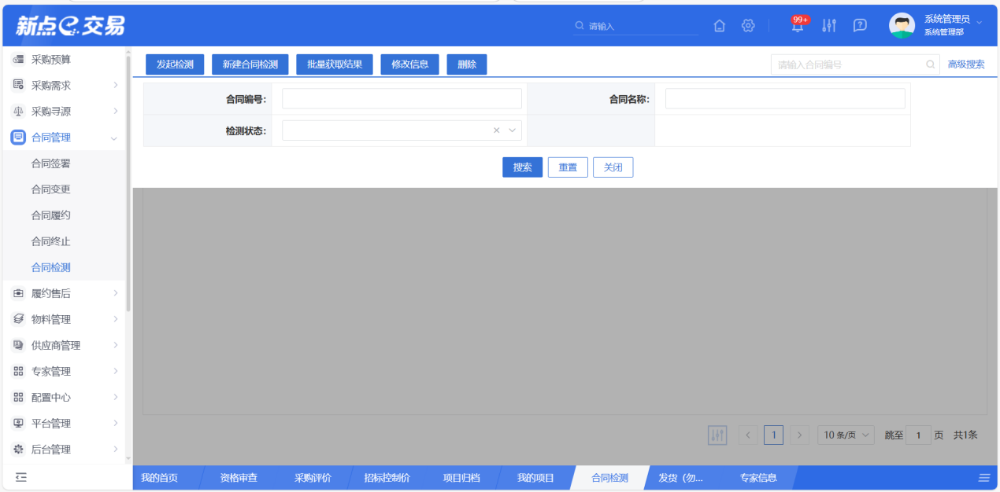 新点e交易
请输入
99+
系统管理员
系统管理部
采购预算
采购需求
采购寻源
合同管理
合同签署
合同变更
合同履约
合同终止
合同检测
履约售后
物料管理
供应商管理
专家管理
配置中心
平台管理
后台管理
发起检测 新建合同检测 批量获取结果 修改信息 删除
请输入合同编号 高级搜索
合同编号: 合同名称:
检测状态:
搜索 重置 关闭
1 10 条/页 跳至 1 页 共1条
我的首页 资格审查 采购评价 招标控制价 项目归档 我的项目 合同检测 发货（勿... 专家信息